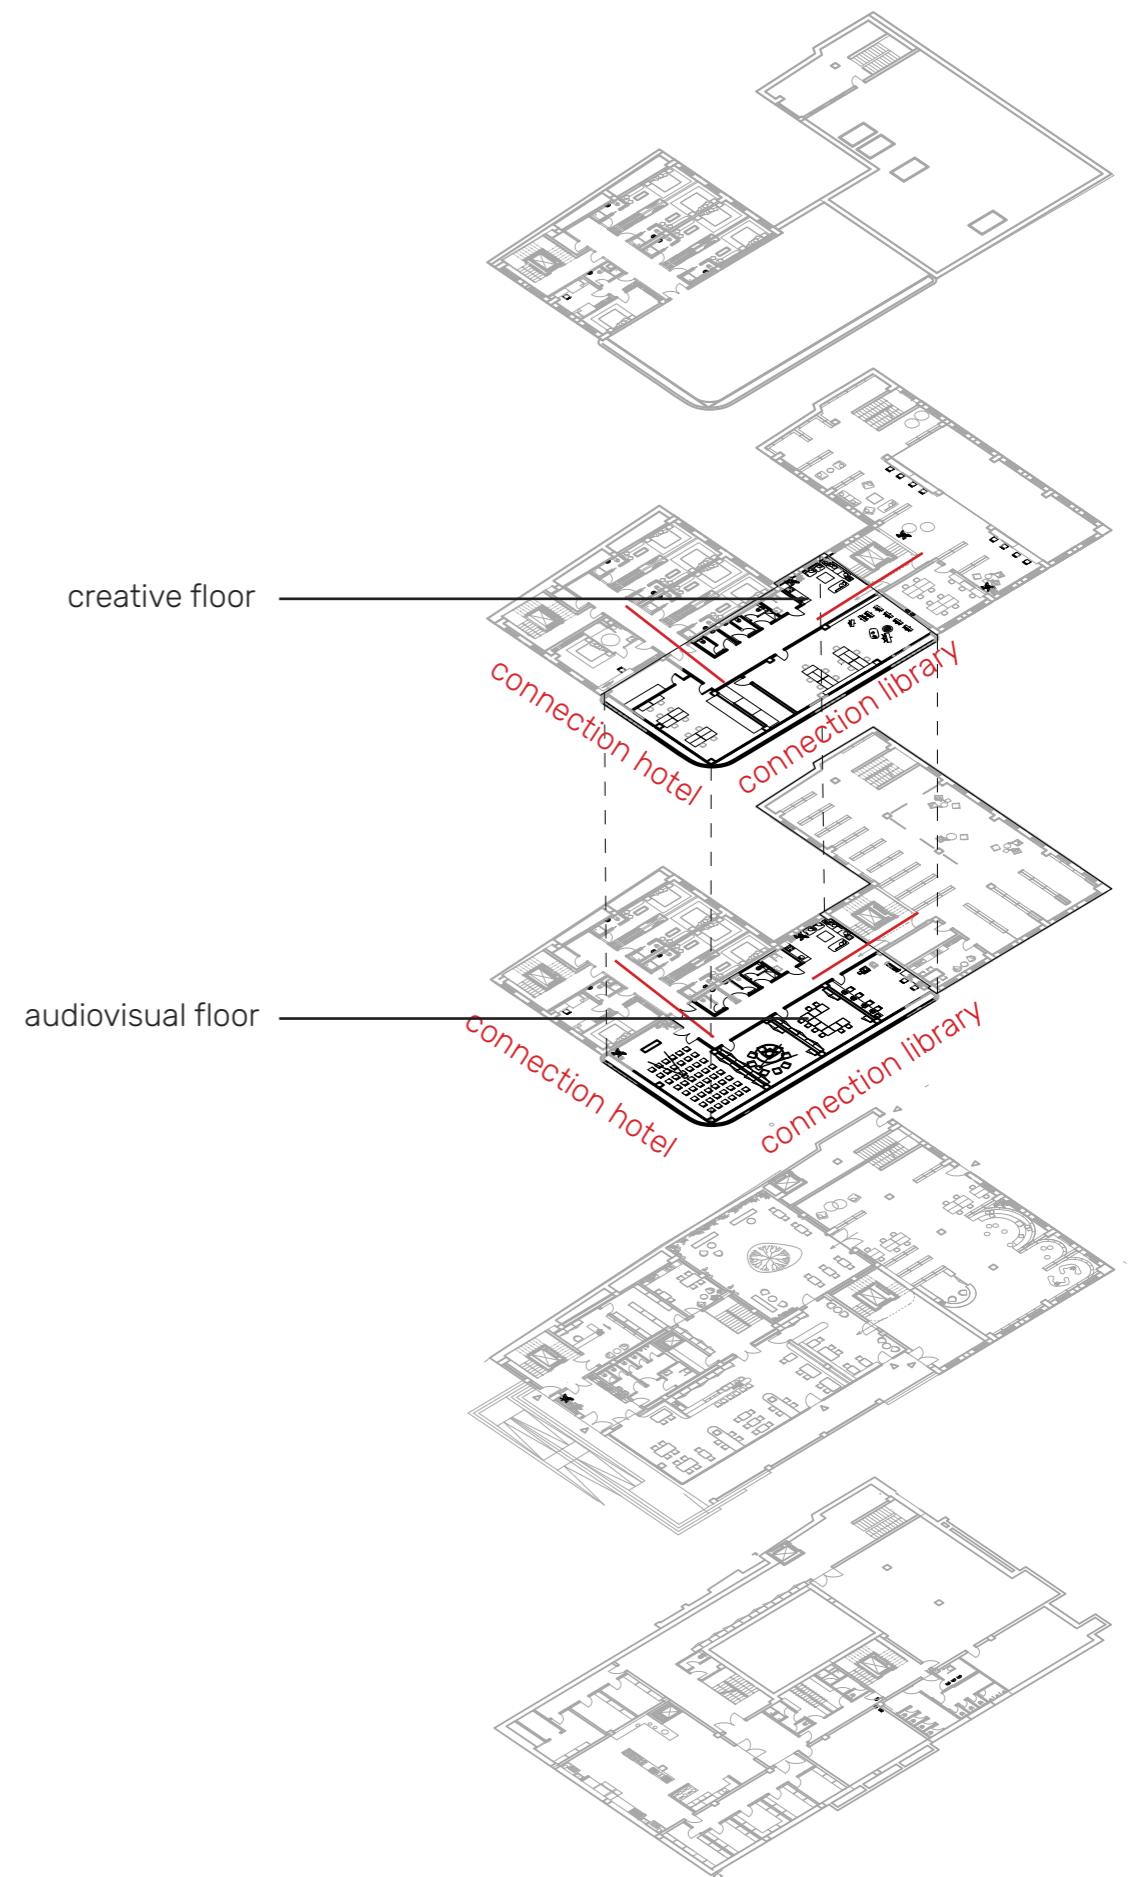 creative floor
connection hotel
connection library
audiovisual floor
connection hotel
connection library